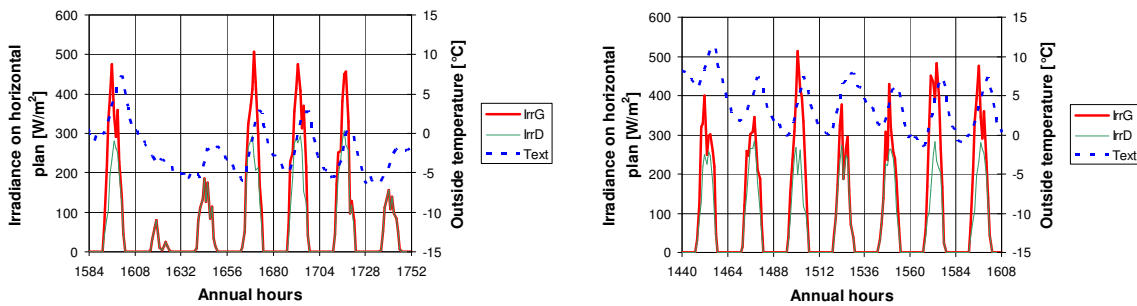 Irradiance on horizontal
plan [W/m²]
600
500
400
300
200
100
0
15
10
5
0
-5
-10
-15
Outside temperature [°C]
1584 1608 1632 1656 1680 1704 1728 1752
Annual hours
IrrG
IrrD
Text
Irradiance on horizontal
plan [W/m²]
600
500
400
300
200
100
0
15
10
5
0
-5
-10
-15
Outside temperature [°C]
1440 1464 1488 1512 1536 1560 1584 1608
Annual hours
IrrG
IrrD
Text